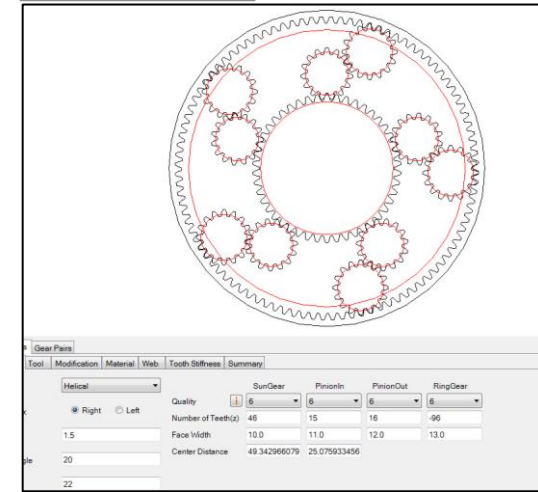 Gear Pairs
Tool Modification Material Web Tooth Stiffness Summary
Helical SunGear PinionIn PinionOut RingGear
Quality i 6 6 6 6
Right Left
Number of Teeth(z) 46 15 16 -96
1.5 Face Width 10.0 11.0 12.0 13.0
Center Distance 49.342966079 25.075933456
20
22